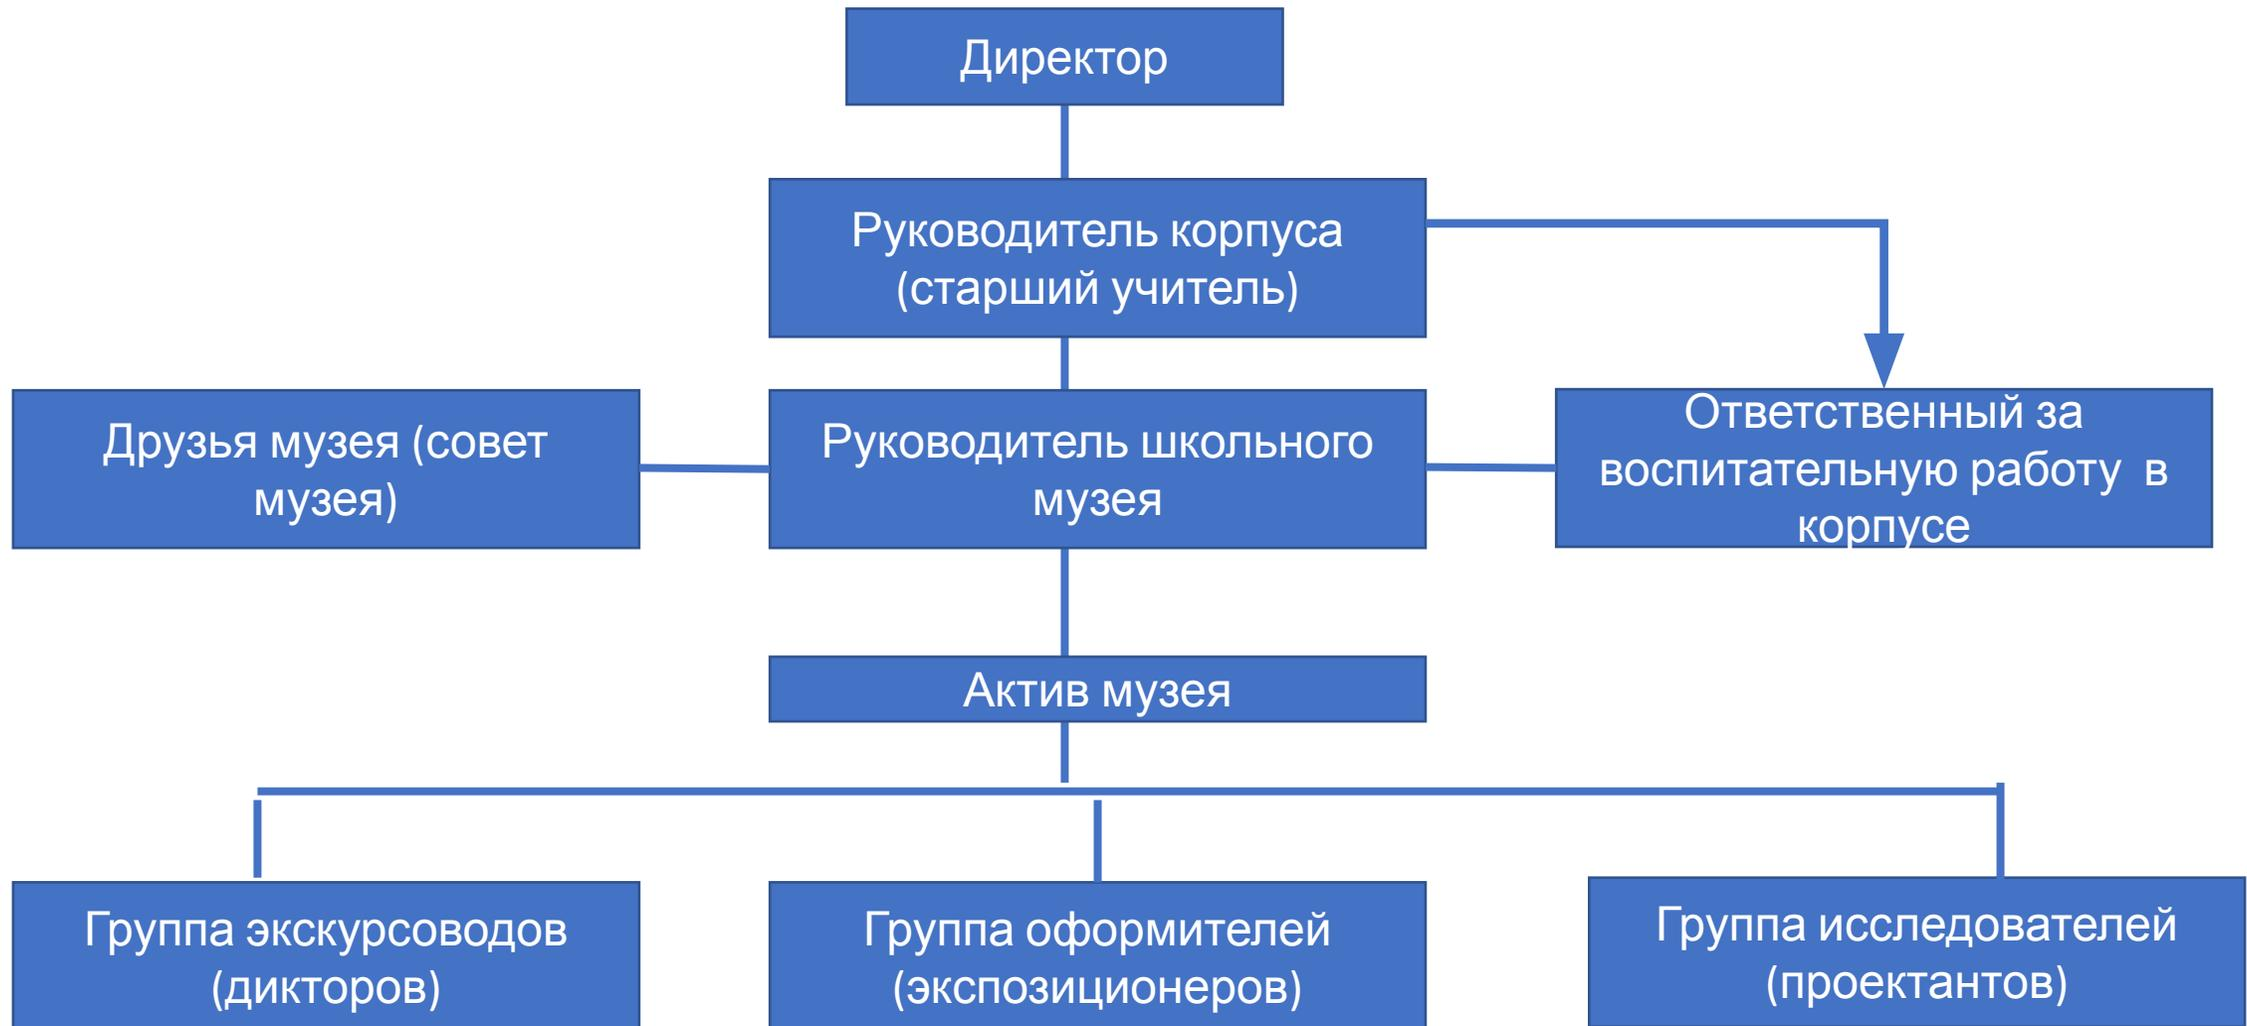 Директор
Руководитель корпуса
(старший учитель)
Друзья музея (совет
музея)
Руководитель школьного
музея
Ответственный за
воспитательную работу  в
корпусе
Актив музея
Группа экскурсоводов
(дикторов)
Группа оформителей
(экспозиционеров)
Группа исследователей
(проектантов)